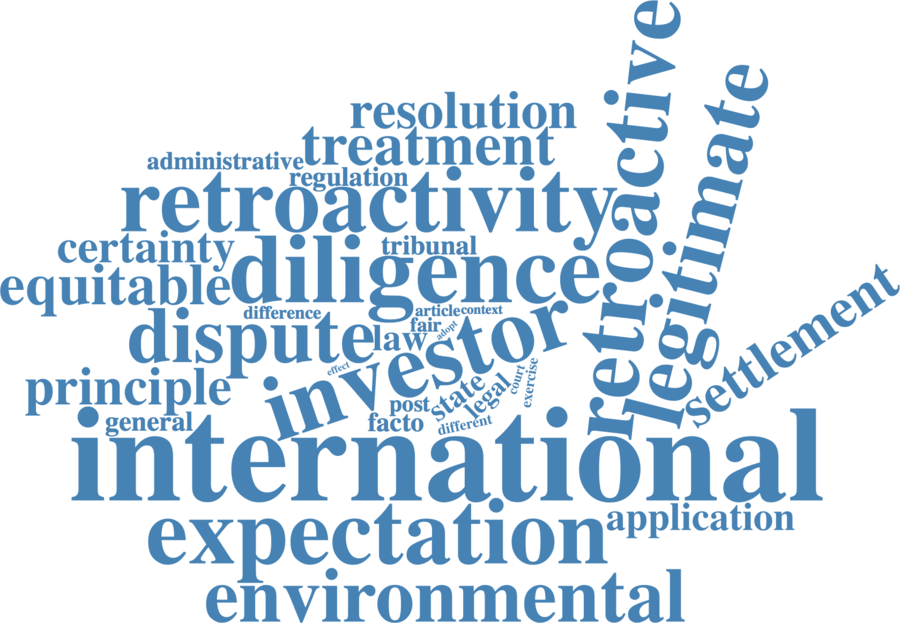 resolution
treatment
administrative
regulation
retroactivity
retroactive
legitimate
certainty
tribunal
equitable
diligence
settlement
difference
article
context
dispute
law
fair
adopt
investor
principle
effect
state
legal
court
exercise
general
post
facto
different
international
expectation
application
environmental